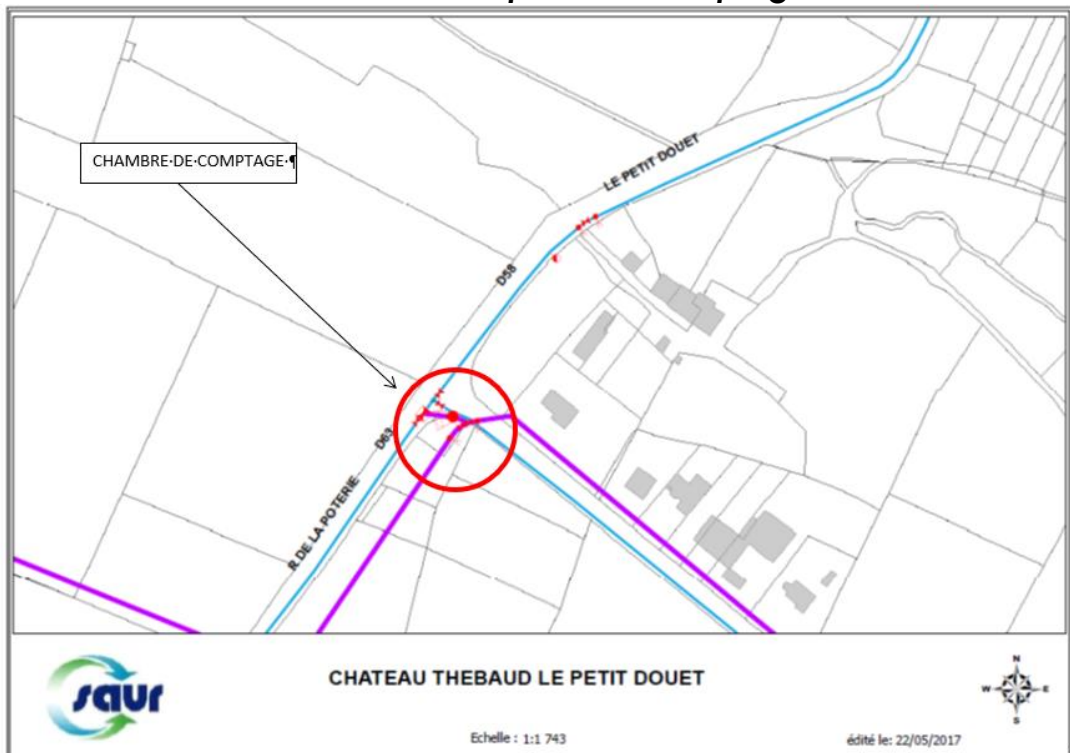 CHAMBRE·DE·COMPTAGE·¶
LE PETIT DOUET
D58
D63
R.DE LA POTERIE
saur
CHATEAU THEBAUD LE PETIT DOUET
N
W E
S
Echelle : 1:1 743
édité le: 22/05/2017